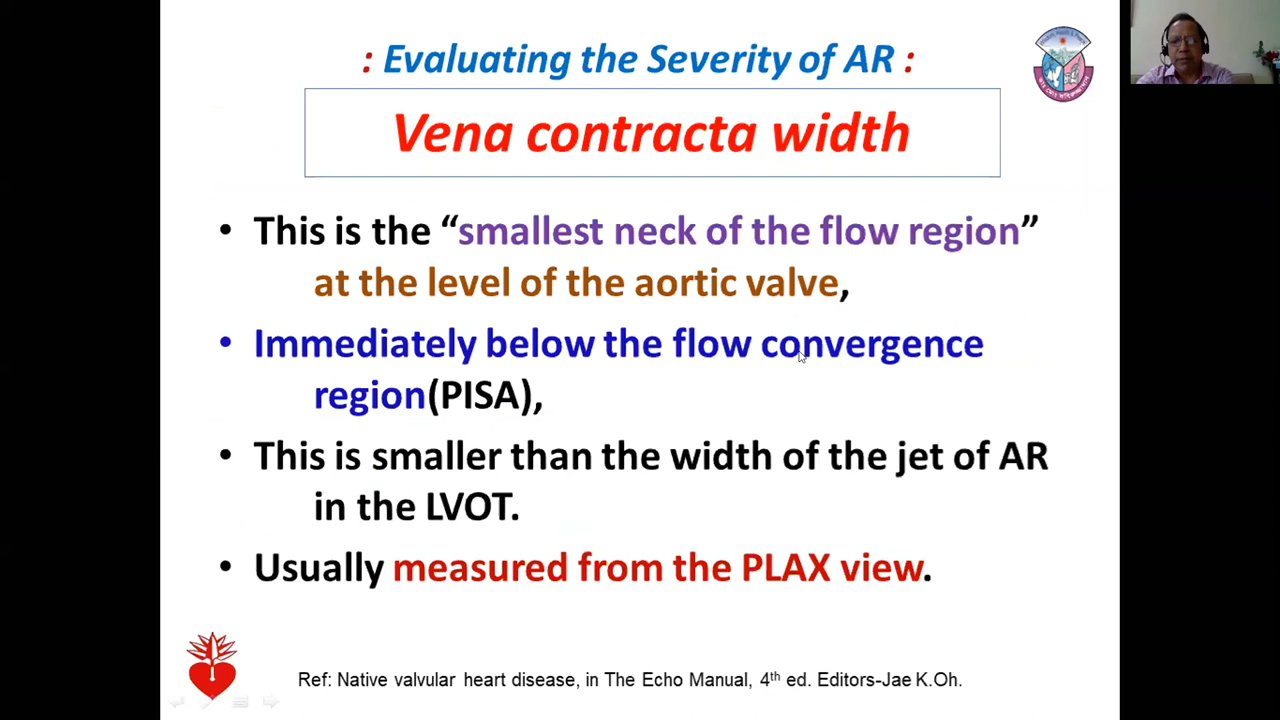 : Evaluating the Severity of AR :
Vena contracta width
• This is the “smallest neck of the flow region”
at the level of the aortic valve,
• Immediately below the flow convergence
region(PISA),
• This is smaller than the width of the jet of AR
in the LVOT.
• Usually measured from the PLAX view.
Ref: Native valvular heart disease, in The Echo Manual, 4th ed. Editors-Jae K.Oh.